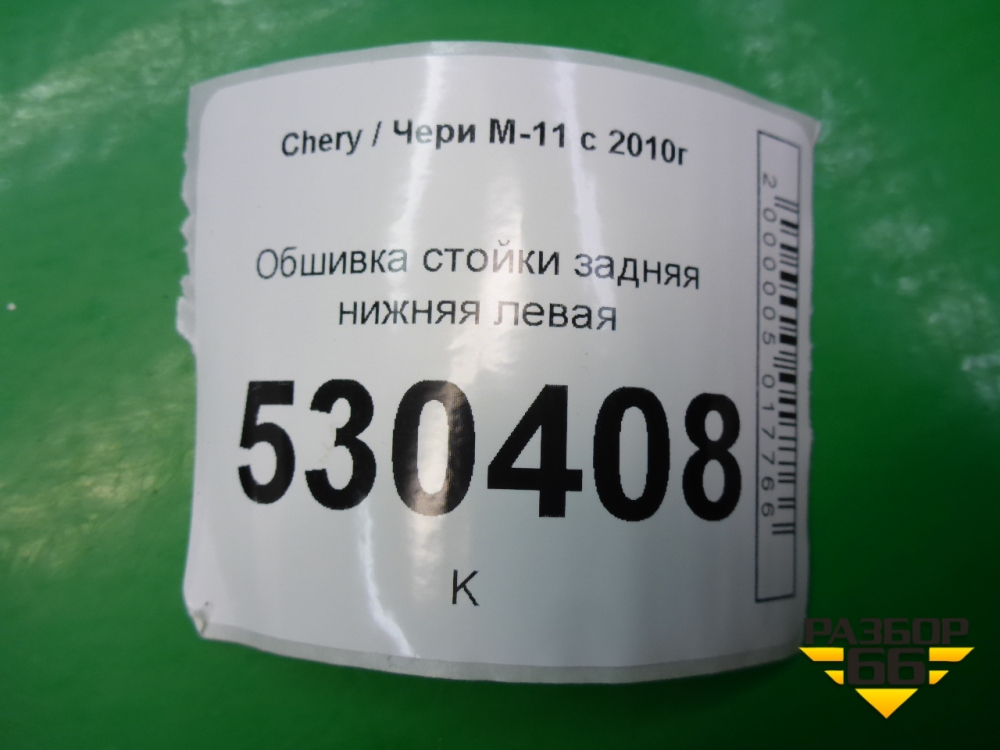 Chery / Чери М-11 с 2010г
Обшивка стойки задняя
нижняя левая
530408
К
2000005017766
РАЗБОР
66